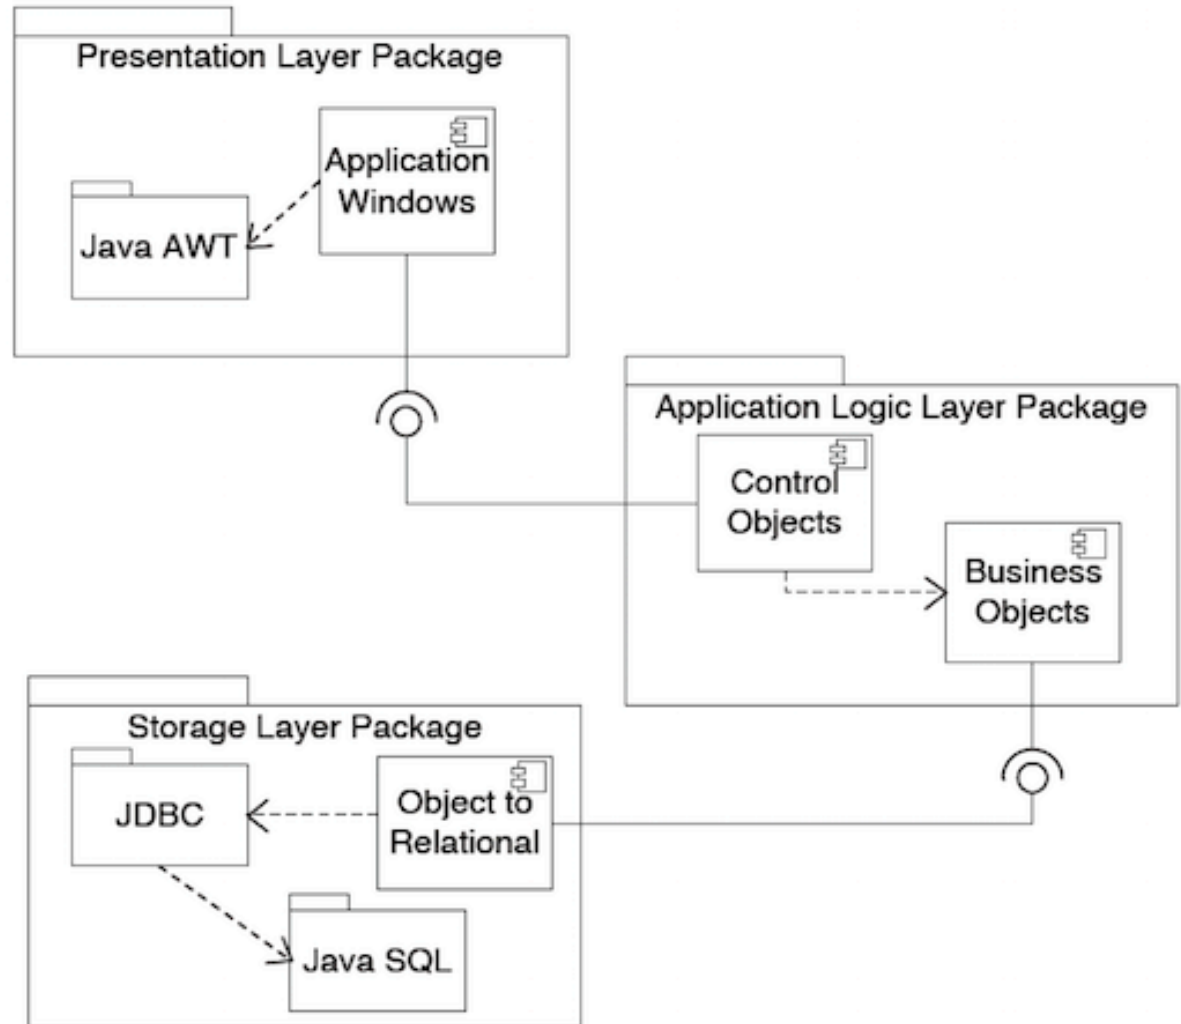 Presentation Layer Package
Application
Windows
Java AWT
Application Logic Layer Package
Control
Objects
Business
Objects
Storage Layer Package
JDBC
Object to
Relational
Java SQL